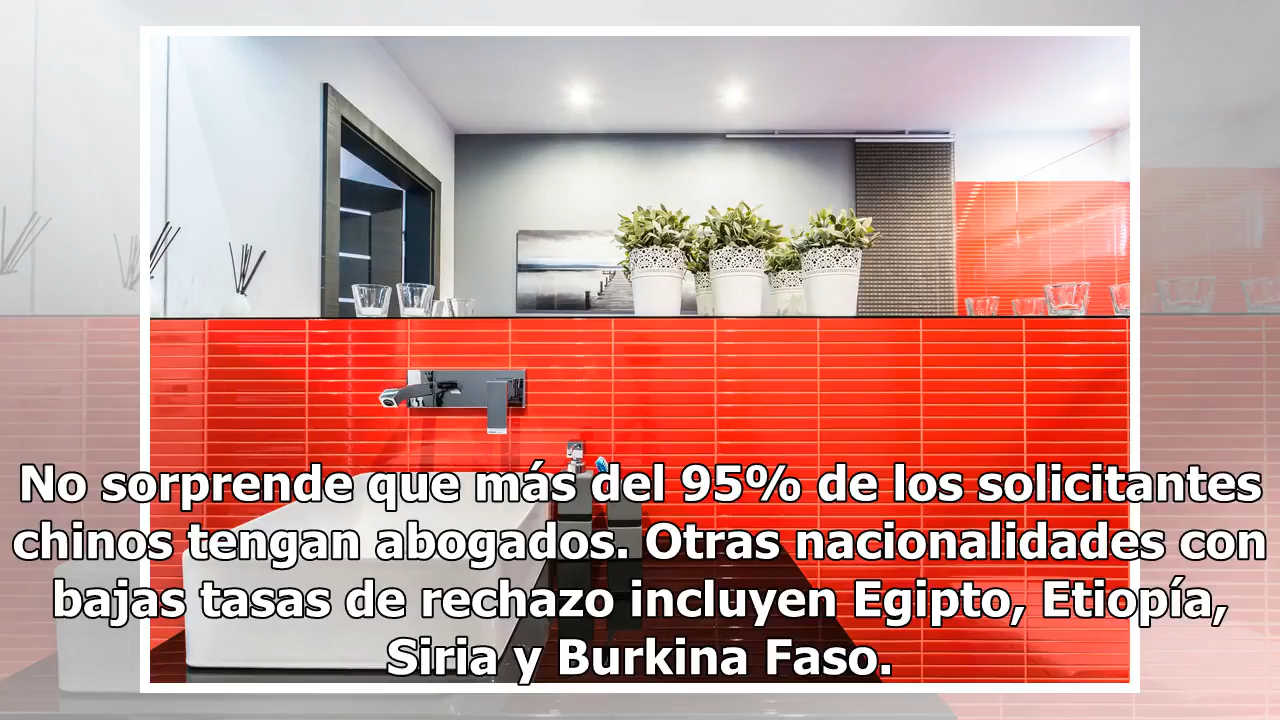 No sorprende que más del 95% de los solicitantes
chinos tengan abogados. Otras nacionalidades con
bajas tasas de rechazo incluyen Egipto, Etiopía,
Siria y Burkina Faso.